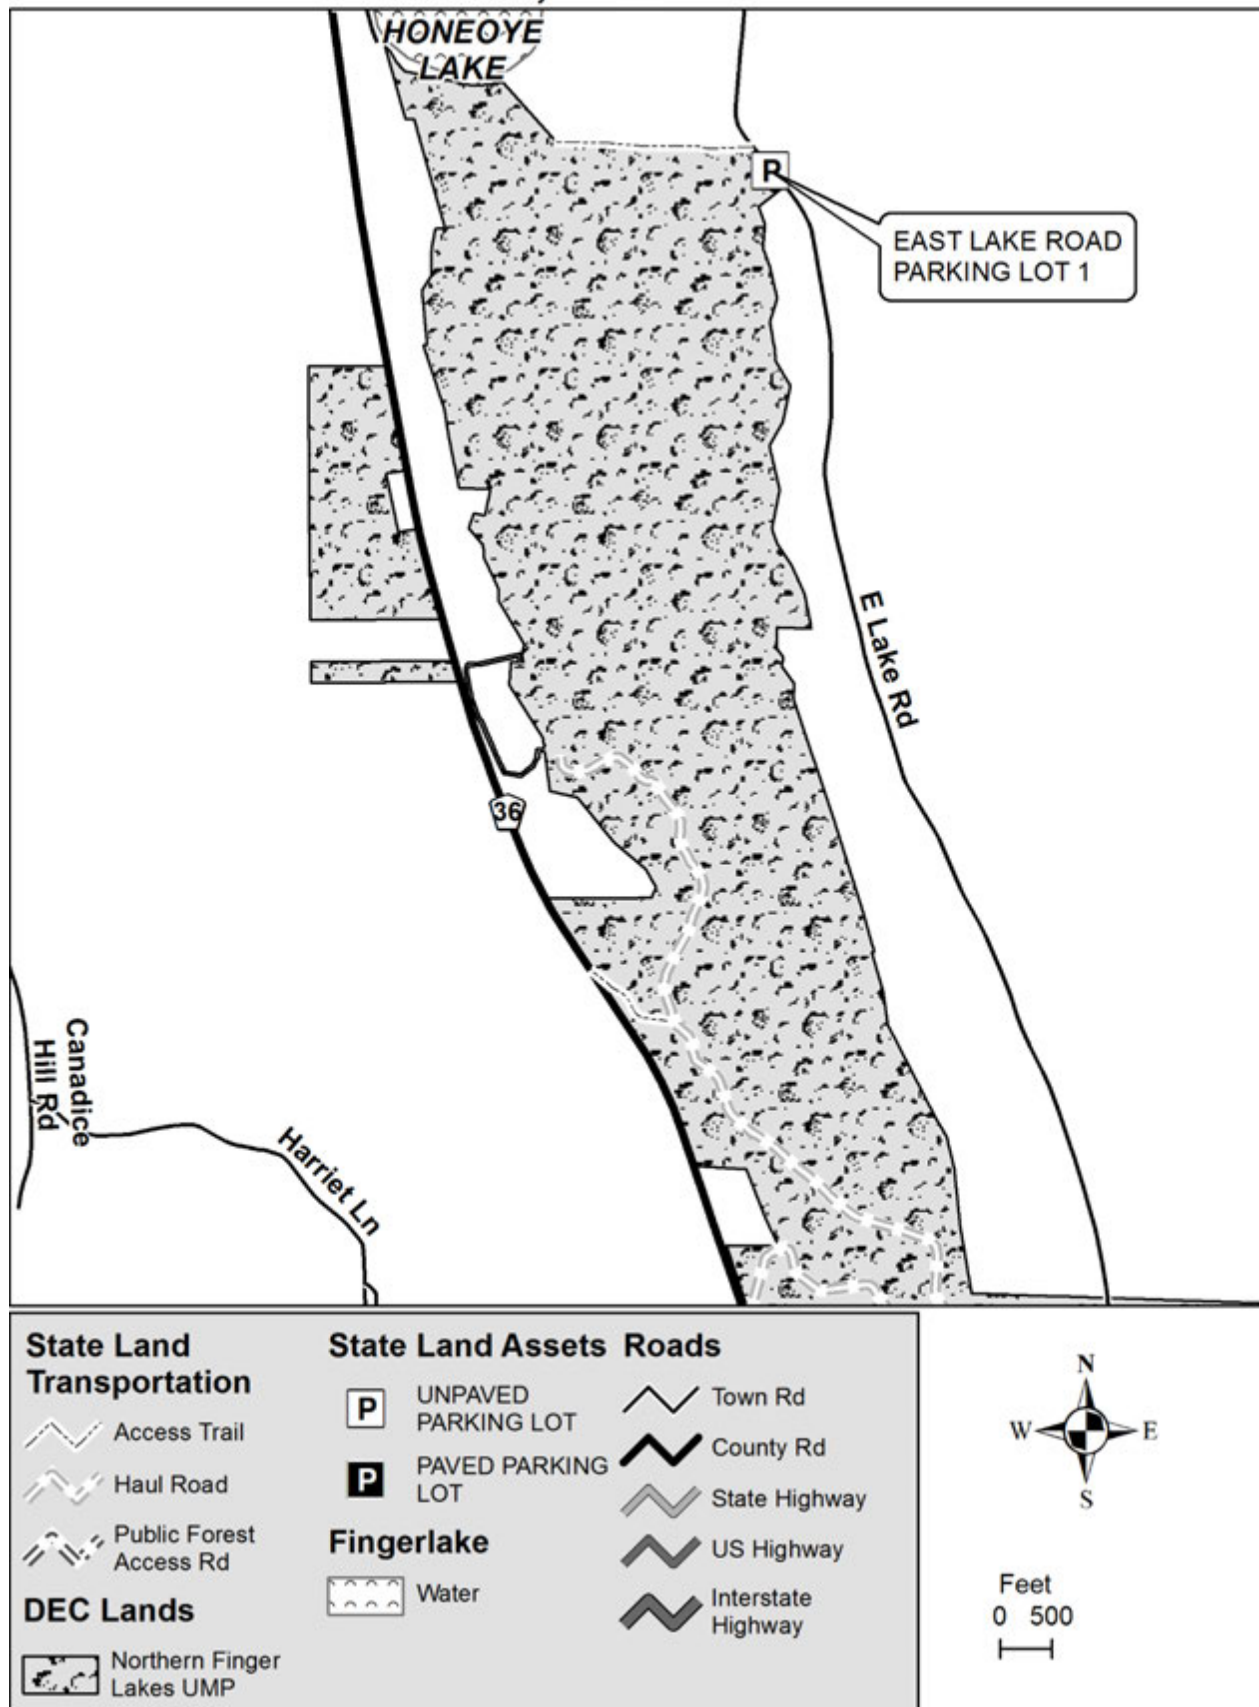 HONEOYE
LAKE
P
EAST LAKE ROAD
PARKING LOT 1
E Lake Rd
36
Canadice
Hill Rd
Harriet Ln
State Land
Transportation
Access Trail
Haul Road
Public Forest
Access Rd
DEC Lands
Northern Finger
Lakes UMP
State Land Assets
P
UNPAVED
PARKING LOT
P
PAVED PARKING
LOT
Fingerlake
Water
Roads
Town Rd
County Rd
State Highway
US Highway
Interstate
Highway
N
W
E
S
Feet
0 500